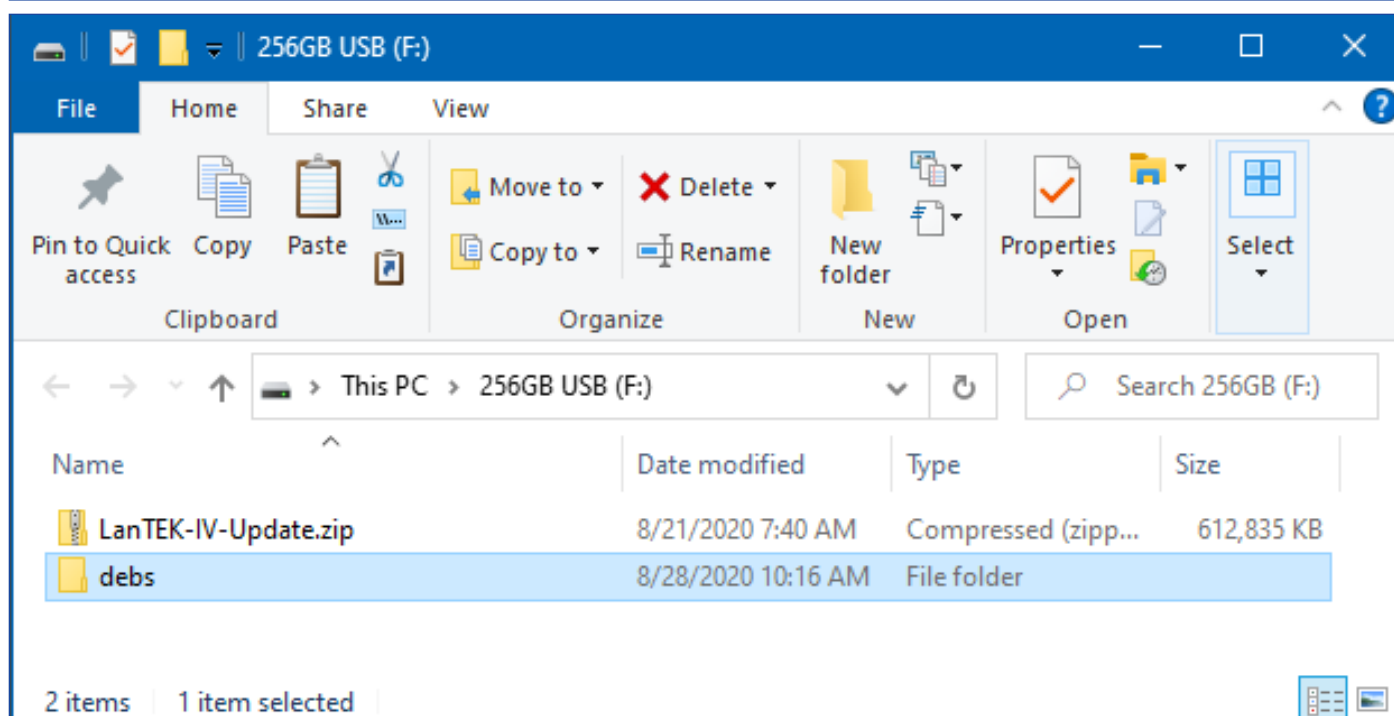 256GB USB (F:)
File Home Share View
Pin to Quick access
Copy
Paste
Move to
Copy to
Delete
Rename
New folder
Properties
Select
Clipboard Organize New Open
This PC > 256GB USB (F:)
Search 256GB (F:)
Name Date modified Type Size
LanTEK-IV-Update.zip 8/21/2020 7:40 AM Compressed (zipp... 612,835 KB
debs 8/28/2020 10:16 AM File folder
2 items 1 item selected